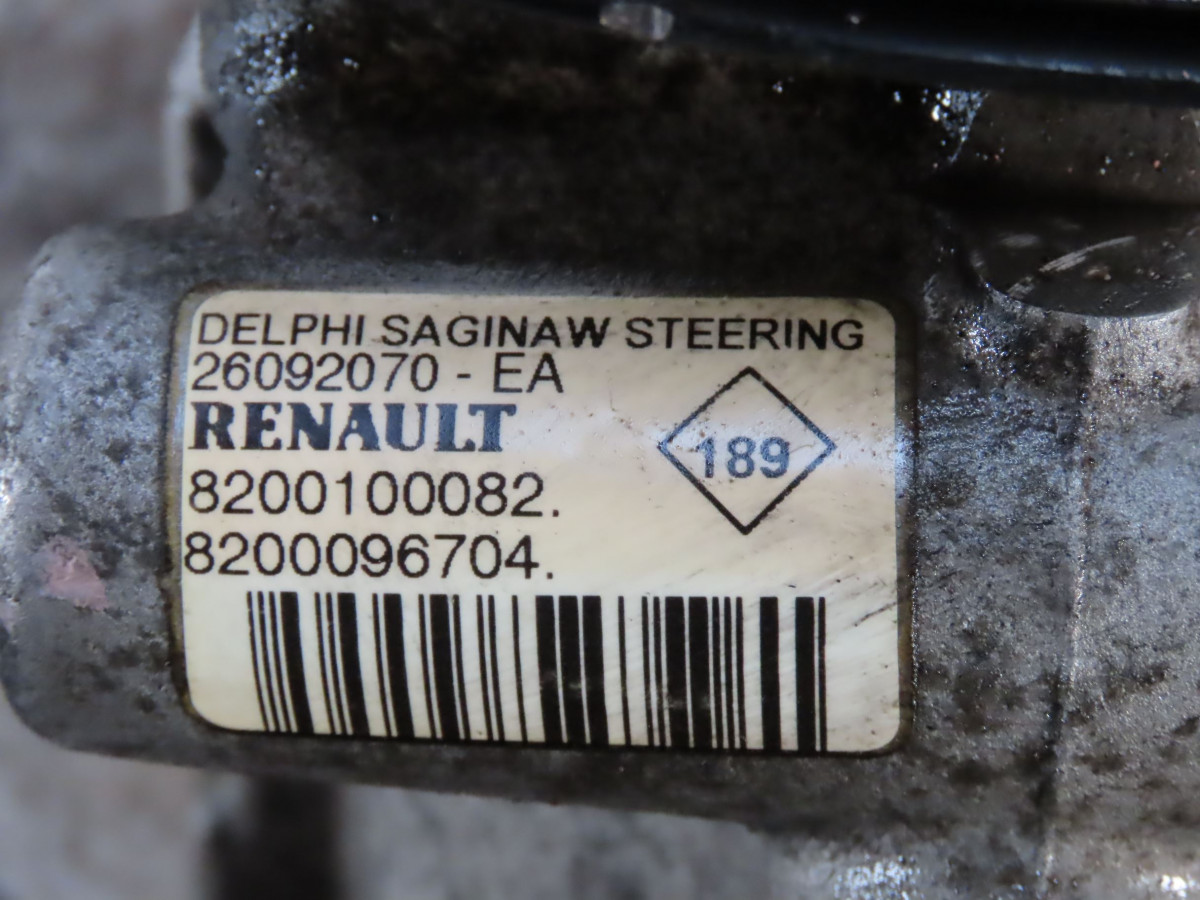 DELPHI SAGINAW STEERING
26092070 - EA
RENAULT
189
8200100082.
8200096704.